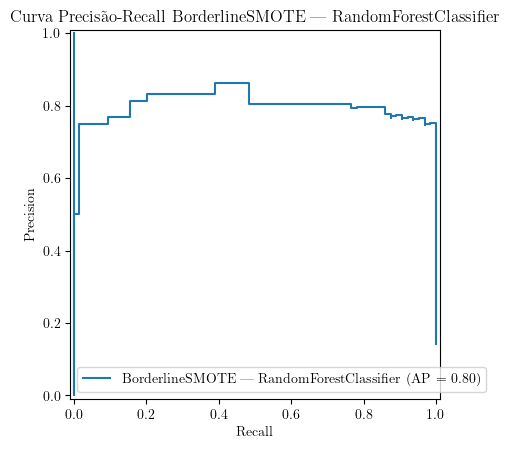 Curva Precisão-Recall BorderlineSMOTE — RandomForestClassifier
1.0
0.8
0.6
0.4
0.2
0.0
Precision
BorderlineSMOTE — RandomForestClassifier (AP = 0.80)
0.0 0.2 0.4 0.6 0.8 1.0
Recall